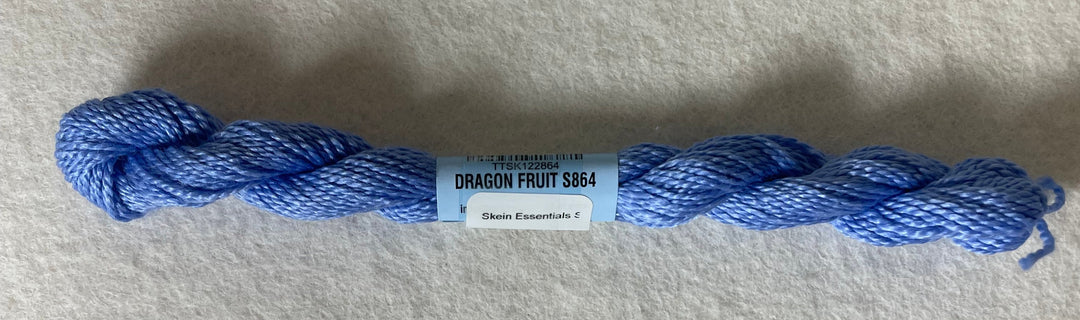 TTSK122864
DRAGON FRUIT S864
Skein Essentials S